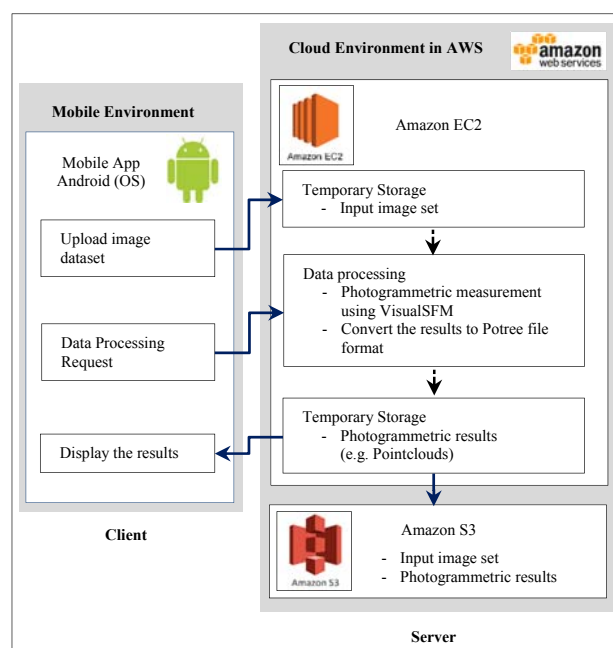 Cloud Environment in AWS
amazon
web services
Mobile Environment
Mobile App
Android (OS)
Upload image
dataset
Data Processing
Request
Display the results
Client
Amazon EC2
Amazon EC2
Temporary Storage
- Input image set
Data processing
- Photogrammetric measurement
using VisualSFM
- Convert the results to Potree file
format
Temporary Storage
- Photogrammetric results
(e.g. Pointclouds)
Amazon S3
Amazon S3
- Input image set
- Photogrammetric results
Server